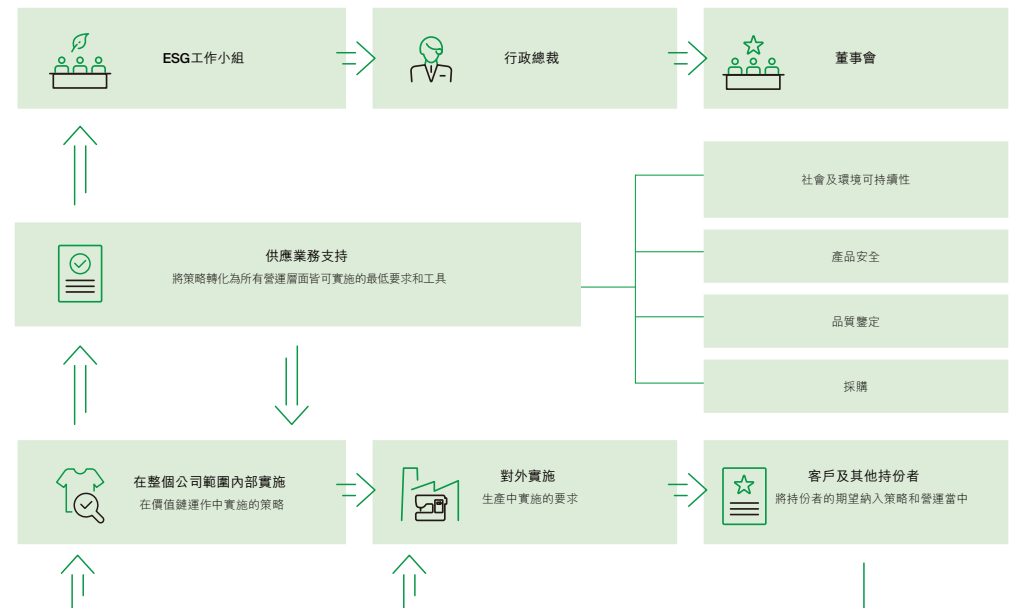 ESG工作小組
行政總裁
董事會
社會及環境可持續性
供應業務支持
將策略轉化為所有營運層面皆可實施的最低要求和工具
產品安全
品質鑒定
採購
在整個公司範圍內部實施
在價值鏈運作中實施的策略
對外實施
生產中實施的要求
客戶及其他持份者
將持份者的期望納入策略和營運當中